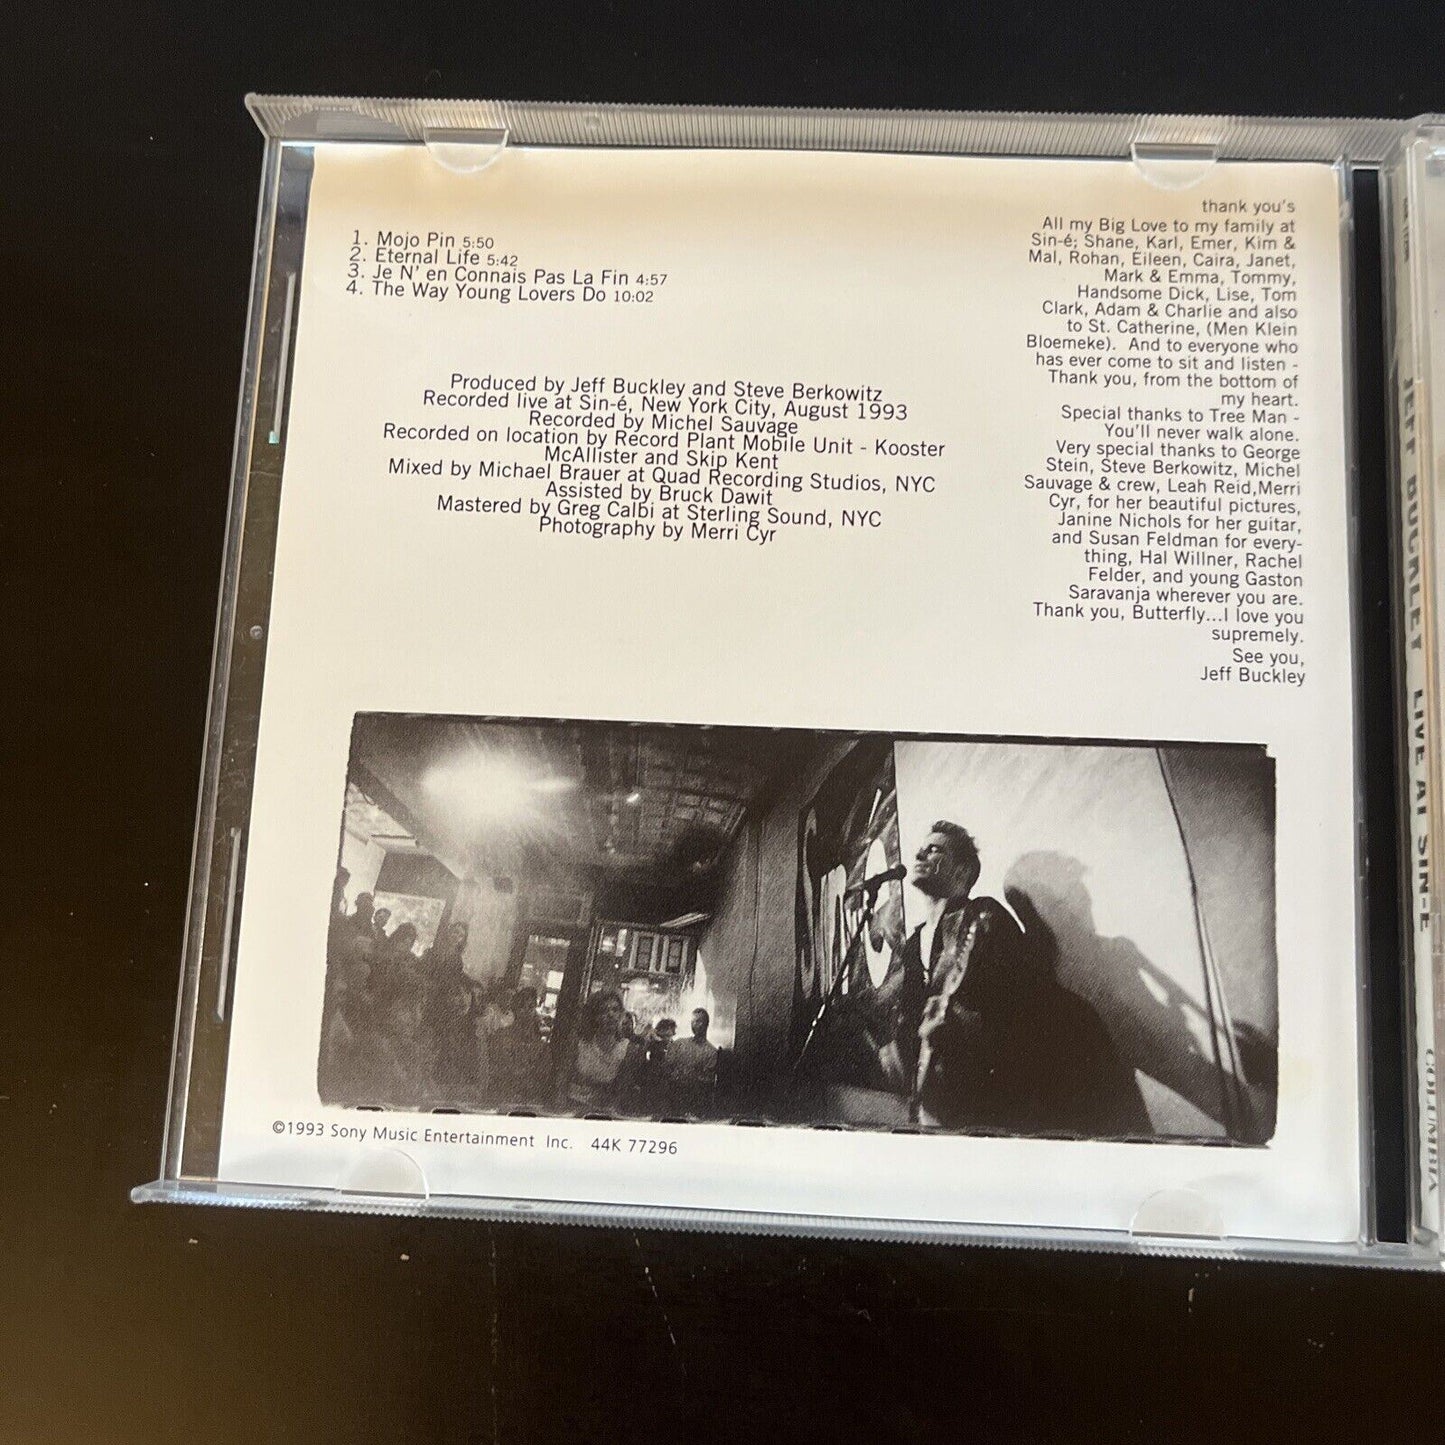 1. Mojo Pin 5:50
2. Eternal Life 5:42
3. Je N' en Connais Pas La Fin 4:57
4. The Way Young Lovers Do 10:02
Produced by Jeff Buckley and Steve Berkowitz
Recorded live at Sin-é, New York City, August 1993
Recorded by Michel Sauvage
Recorded on location by Record Plant Mobile Unit - Kooster
McAllister and Skip Kent
Mixed by Michael Brauer at Quad Recording Studios, NYC
Assisted by Bruck Dawit
Mastered by Greg Calbi at Sterling Sound, NYC
Photography by Merri Cyr
thank you's
All my Big Love to my family at
Sin-é; Shane, Karl, Emer, Kim &
Mal, Rohan, Eileen, Caira, Janet,
Mark & Emma, Tommy,
Handsome Dick, Lise, Tom
Clark, Adam & Charlie and also
to St. Catherine, (Men Klein
Bloemeke). And to everyone who
has ever come to sit and listen -
Thank you, from the bottom of
my heart.
Special thanks to Tree Man -
You'll never walk alone.
Very special thanks to George
Stein, Steve Berkowitz, Michel
Sauvage & crew, Leah Reid,Merri
Cyr, for her beautiful pictures,
Janine Nichols for her guitar,
and Susan Feldman for every-
thing, Hal Willner, Rachel
Felder, and young Gaston
Saravanja wherever you are.
Thank you, Butterfly...I love you
supremely.
See you,
Jeff Buckley
©1993 Sony Music Entertainment Inc. 44K 77296
JEFF BUCKLEY LIVE AT SIN-É
COLUMBIA